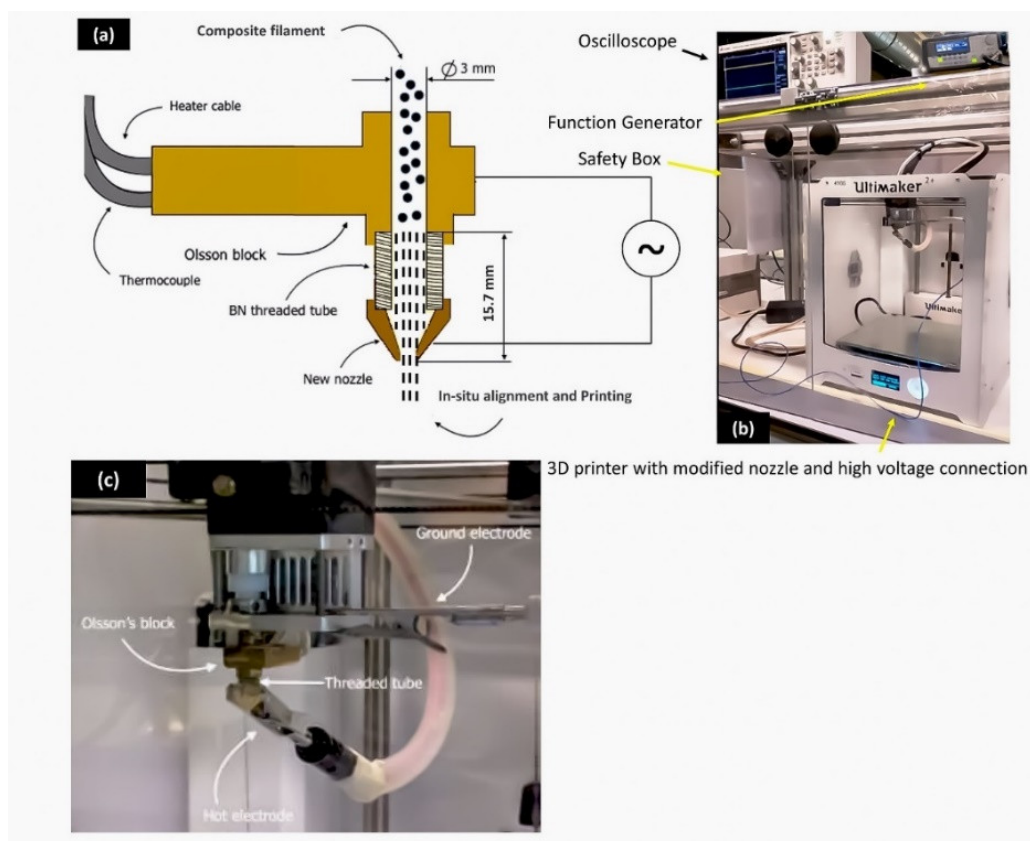 (a)
Composite filament
Ø 3 mm
Heater cable
Olsson block
Thermocouple
BN threaded tube
15.7 mm
~
New nozzle
In-situ alignment and Printing
Oscilloscope
Function Generator
Safety Box
Ultimaker 2+
Ultimaker
(b)
3D printer with modified nozzle and high voltage connection
(c)
Ground electrode
Olsson's block
Threaded tube
Hot electrode